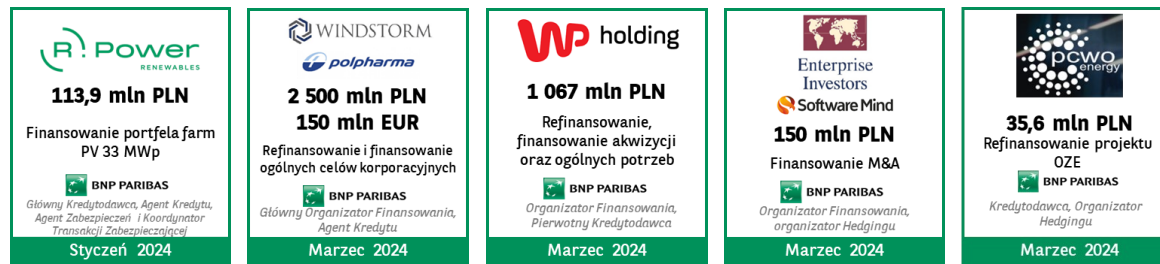 R.Power
RENEWABLES
113,9 mln PLN
Finansowanie portfela farm
PV 33 MWp
BNP PARIBAS
Główny Kredytodawca, Agent Kredytu,
Agent Zabezpieczeń i Koordynator
Transakcji Zabezpieczającej
Styczeń 2024
WINDSTORM
polpharma
2 500 mln PLN
150 mln EUR
Refinansowanie i finansowanie
ogólnych celów korporacyjnych
BNP PARIBAS
Główny Organizator Finansowania,
Agent Kredytu
Marzec 2024
WP holding
1 067 mln PLN
Refinansowanie,
finansowanie akwizycji
oraz ogólnych potrzeb
BNP PARIBAS
Organizator Finansowania,
Pierwotny Kredytodawca
Marzec 2024
Enterprise
Investors
Software Mind
150 mln PLN
Finansowanie M&A
BNP PARIBAS
Organizator Finansowania,
organizator Hedgingu
Marzec 2024
pcwo
energy
35,6 mln PLN
Refinansowanie projektu
OZE
BNP PARIBAS
Kredytodawca, Organizator
Hedgingu
Marzec 2024